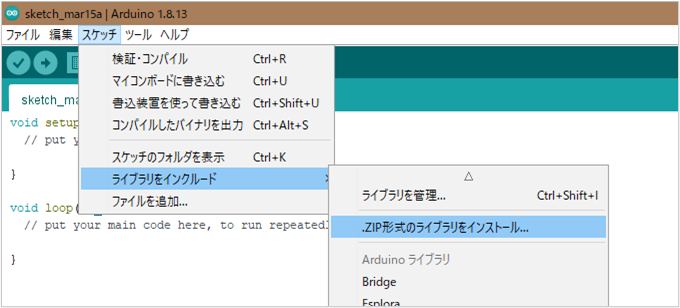 sketch_mar15a | Arduino 1.8.13
ファイル 編集 スケッチ ツール ヘルプ
検証・コンパイル Ctrl+R
マイコンボードに書き込む Ctrl+U
書込装置を使って書き込む Ctrl+Shift+U
コンパイルしたバイナリを出力 Ctrl+Alt+S
スケッチのフォルダを表示 Ctrl+K
ライブラリをインクルード
ファイルを追加...
ライブラリを管理... Ctrl+Shift+I
.ZIP形式のライブラリをインストール...
Arduino ライブラリ
Bridge
Esplora
sketch_ma
void setup
// put y
}
void loop(
// put your main code here, to run repeatedl
}